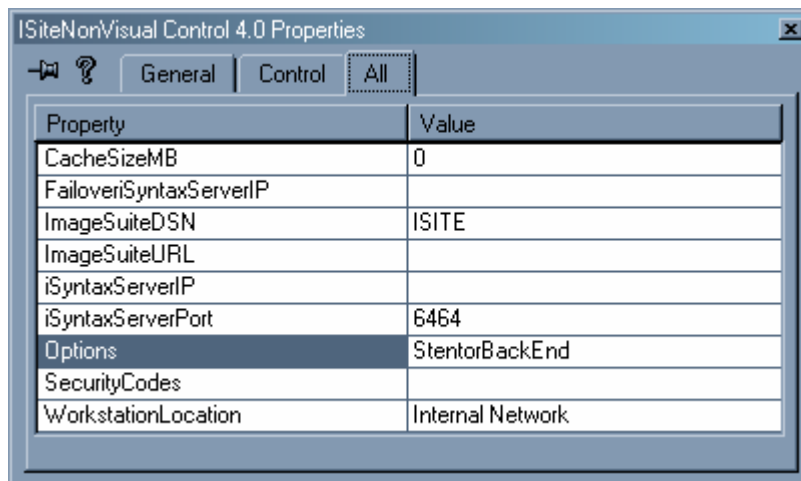 ISiteNonVisual Control 4.0 Properties
General Control All
Property Value
CacheSizeMB 0
FailoveriSyntaxServerIP
ImageSuiteDSN ISITE
ImageSuiteURL
iSyntaxServerIP
iSyntaxServerPort 6464
Options StentorBackEnd
SecurityCodes
WorkstationLocation Internal Network